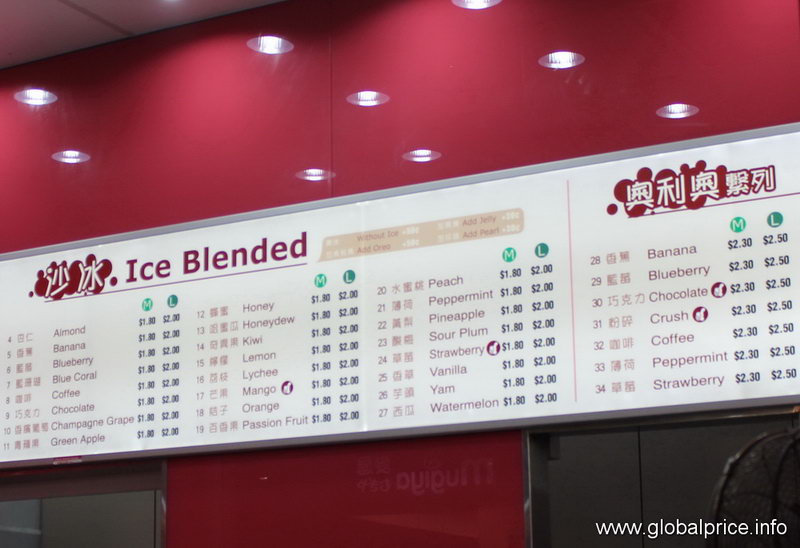 沙冰 Ice Blended
Without Ice +50c
Add Jelly +50c
Add Oreo +50c
Add Pearl +50c
M L
4 杏仁 Almond $1.80 $2.00
5 香蕉 Banana $1.80 $2.00
6 藍莓 Blueberry $1.80 $2.00
7 藍珊瑚 Blue Coral $1.80 $2.00
8 咖啡 Coffee $1.80 $2.00
9 巧克力 Chocolate $1.80 $2.00
10 香檳葡萄 Champagne Grape $1.80 $2.00
11 青蘋果 Green Apple $1.80 $2.00
M L
12 蜂蜜 Honey $1.80 $2.00
13 哈蜜瓜 Honeydew $1.80 $2.00
14 奇異果 Kiwi $1.80 $2.00
15 檸檬 Lemon $1.80 $2.00
16 荔枝 Lychee $1.80 $2.00
17 芒果 Mango $1.80 $2.00
18 桔子 Orange $1.80 $2.00
19 百香果 Passion Fruit $1.80 $2.00
M L
20 水蜜桃 Peach $1.80 $2.00
21 薄荷 Peppermint $1.80 $2.00
22 黃梨 Pineapple $1.80 $2.00
23 酸梅 Sour Plum $1.80 $2.00
24 草莓 Strawberry $1.80 $2.00
25 香草 Vanilla $1.80 $2.00
26 芋頭 Yam $1.80 $2.00
27 西瓜 Watermelon $1.80 $2.00
奧利奧 繫列
M L
28 香蕉 Banana $2.30 $2.50
29 藍莓 Blueberry $2.30 $2.50
30 巧克力 Chocolate $2.30 $2.50
31 粉碎 Crush $2.30 $2.50
32 咖啡 Coffee $2.30 $2.50
33 薄荷 Peppermint $2.30 $2.50
34 草莓 Strawberry $2.30 $2.50
www.globalprice.info